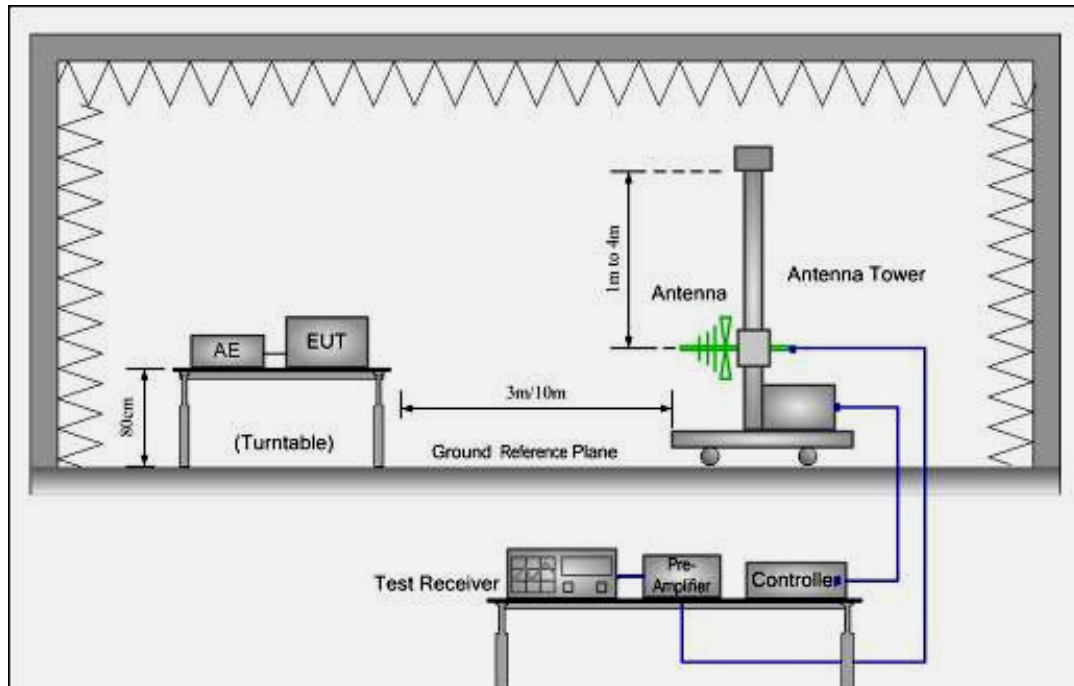 1m to 4m
Antenna Tower
Antenna
AE
EUT
3m/10m
80cm
(Turntable)
Ground Reference Plane
Test Receiver
Pre-
Amplifier
Controller